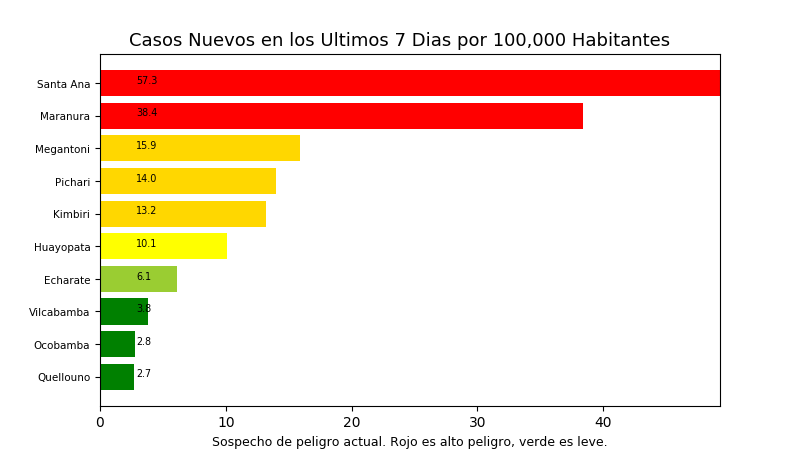 Casos Nuevos en los Ultimos 7 Dias por 100,000 Habitantes
Santa Ana 57.3
Maranura 38.4
Megantoni 15.9
Pichari 14.0
Kimbiri 13.2
Huayopata 10.1
Echarate 6.1
Vilcabamba 3.8
Ocobamba 2.8
Quellouno 2.7
0 10 20 30 40
Sospecho de peligro actual. Rojo es alto peligro, verde es leve.